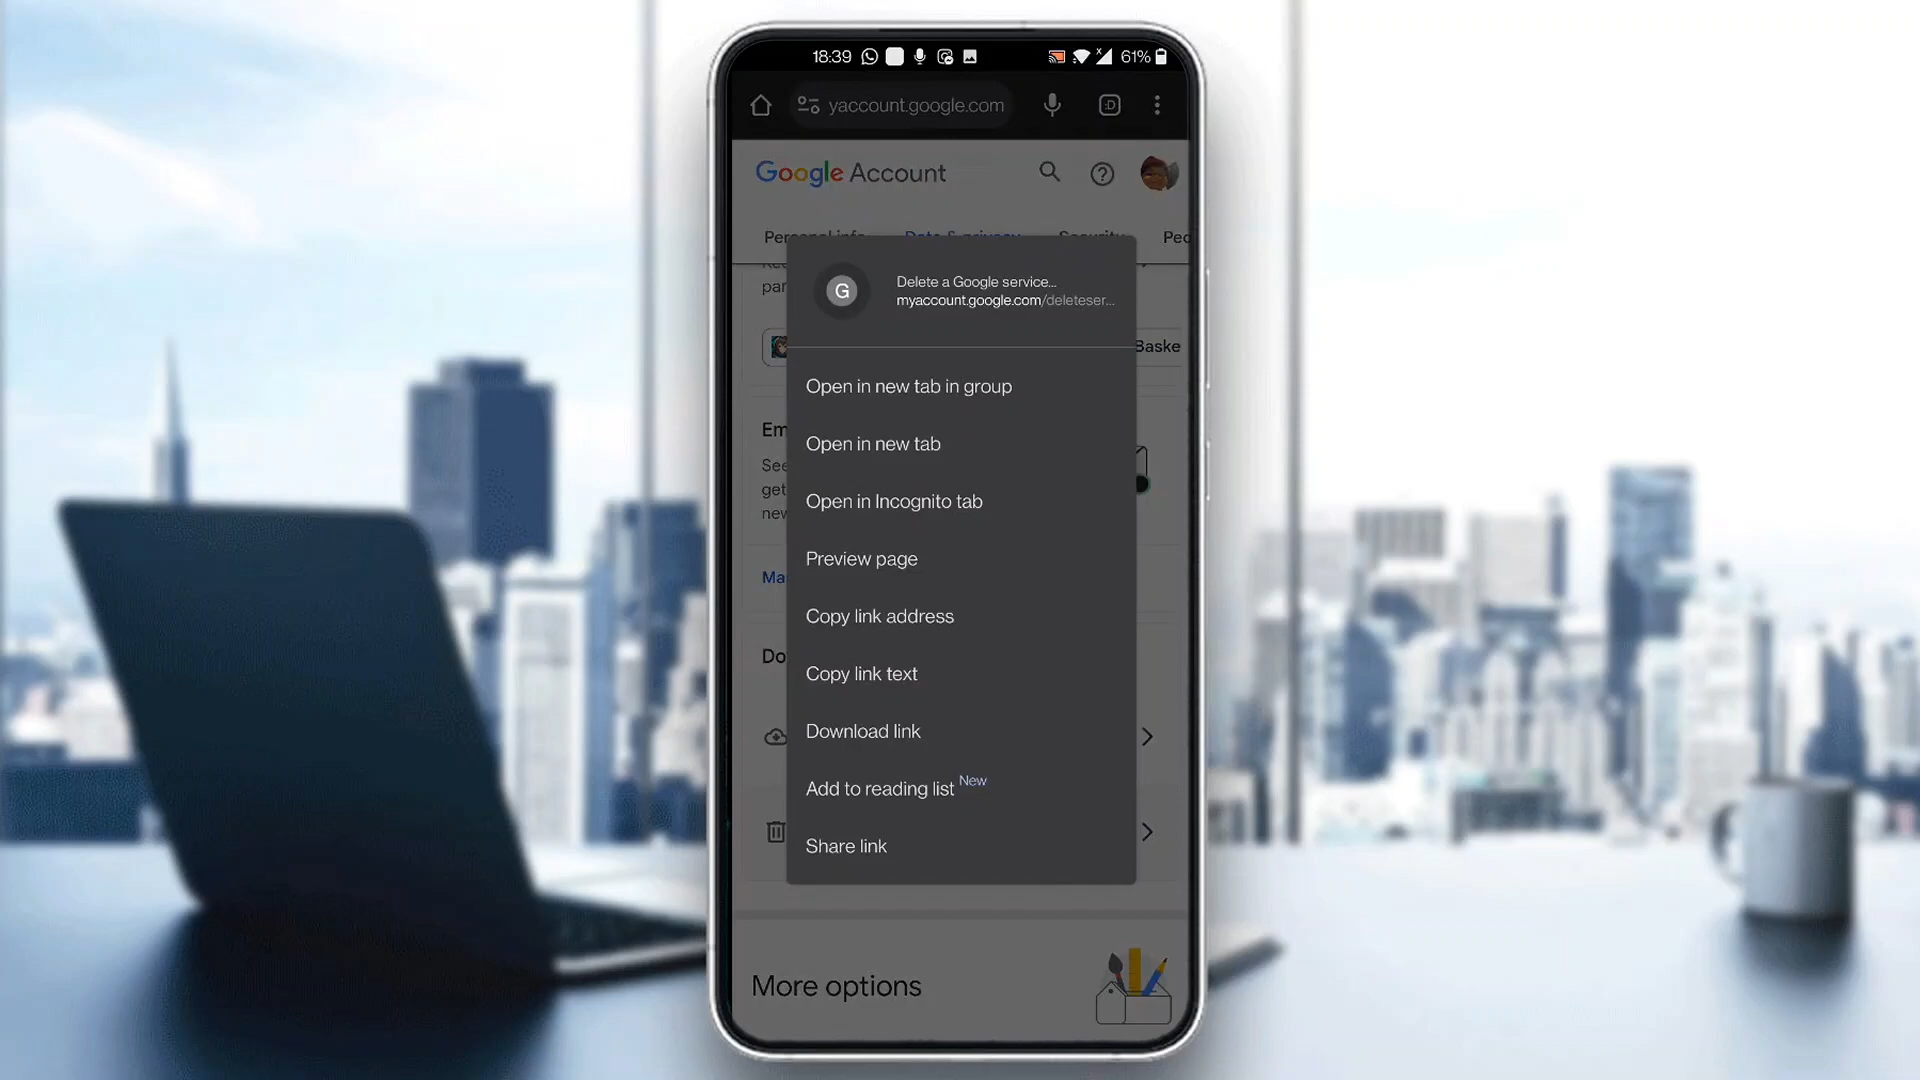 18:39 61%
yaccount.google.com :D
Google Account
Personal info Data & privacy Security Peo
Delete a Google service...
myaccount.google.com/deleteser...
par
Baske
Open in new tab in group
Em
Open in new tab
See
get
Open in Incognito tab
new
Preview page
Ma
Copy link address
Do
Copy link text
Download link
Add to reading list New
Share link
More options